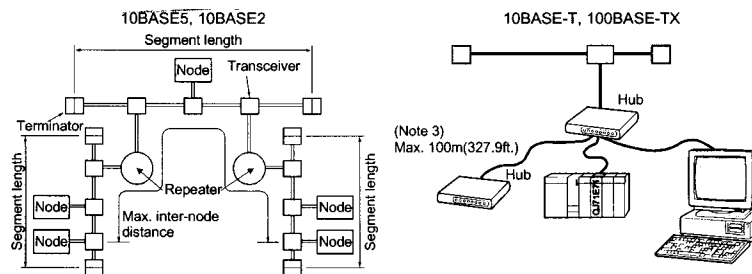 10BASE5, 10BASE2
Segment length
Node
Transceiver
Terminator
Segment length
Repeater
Node
Node
Max. inter-node
distance
Node
Node
Segment length
10BASE-T, 100BASE-TX
Hub
(Note 3)
Max. 100m(327.9ft.)
Hub
QJ71E71